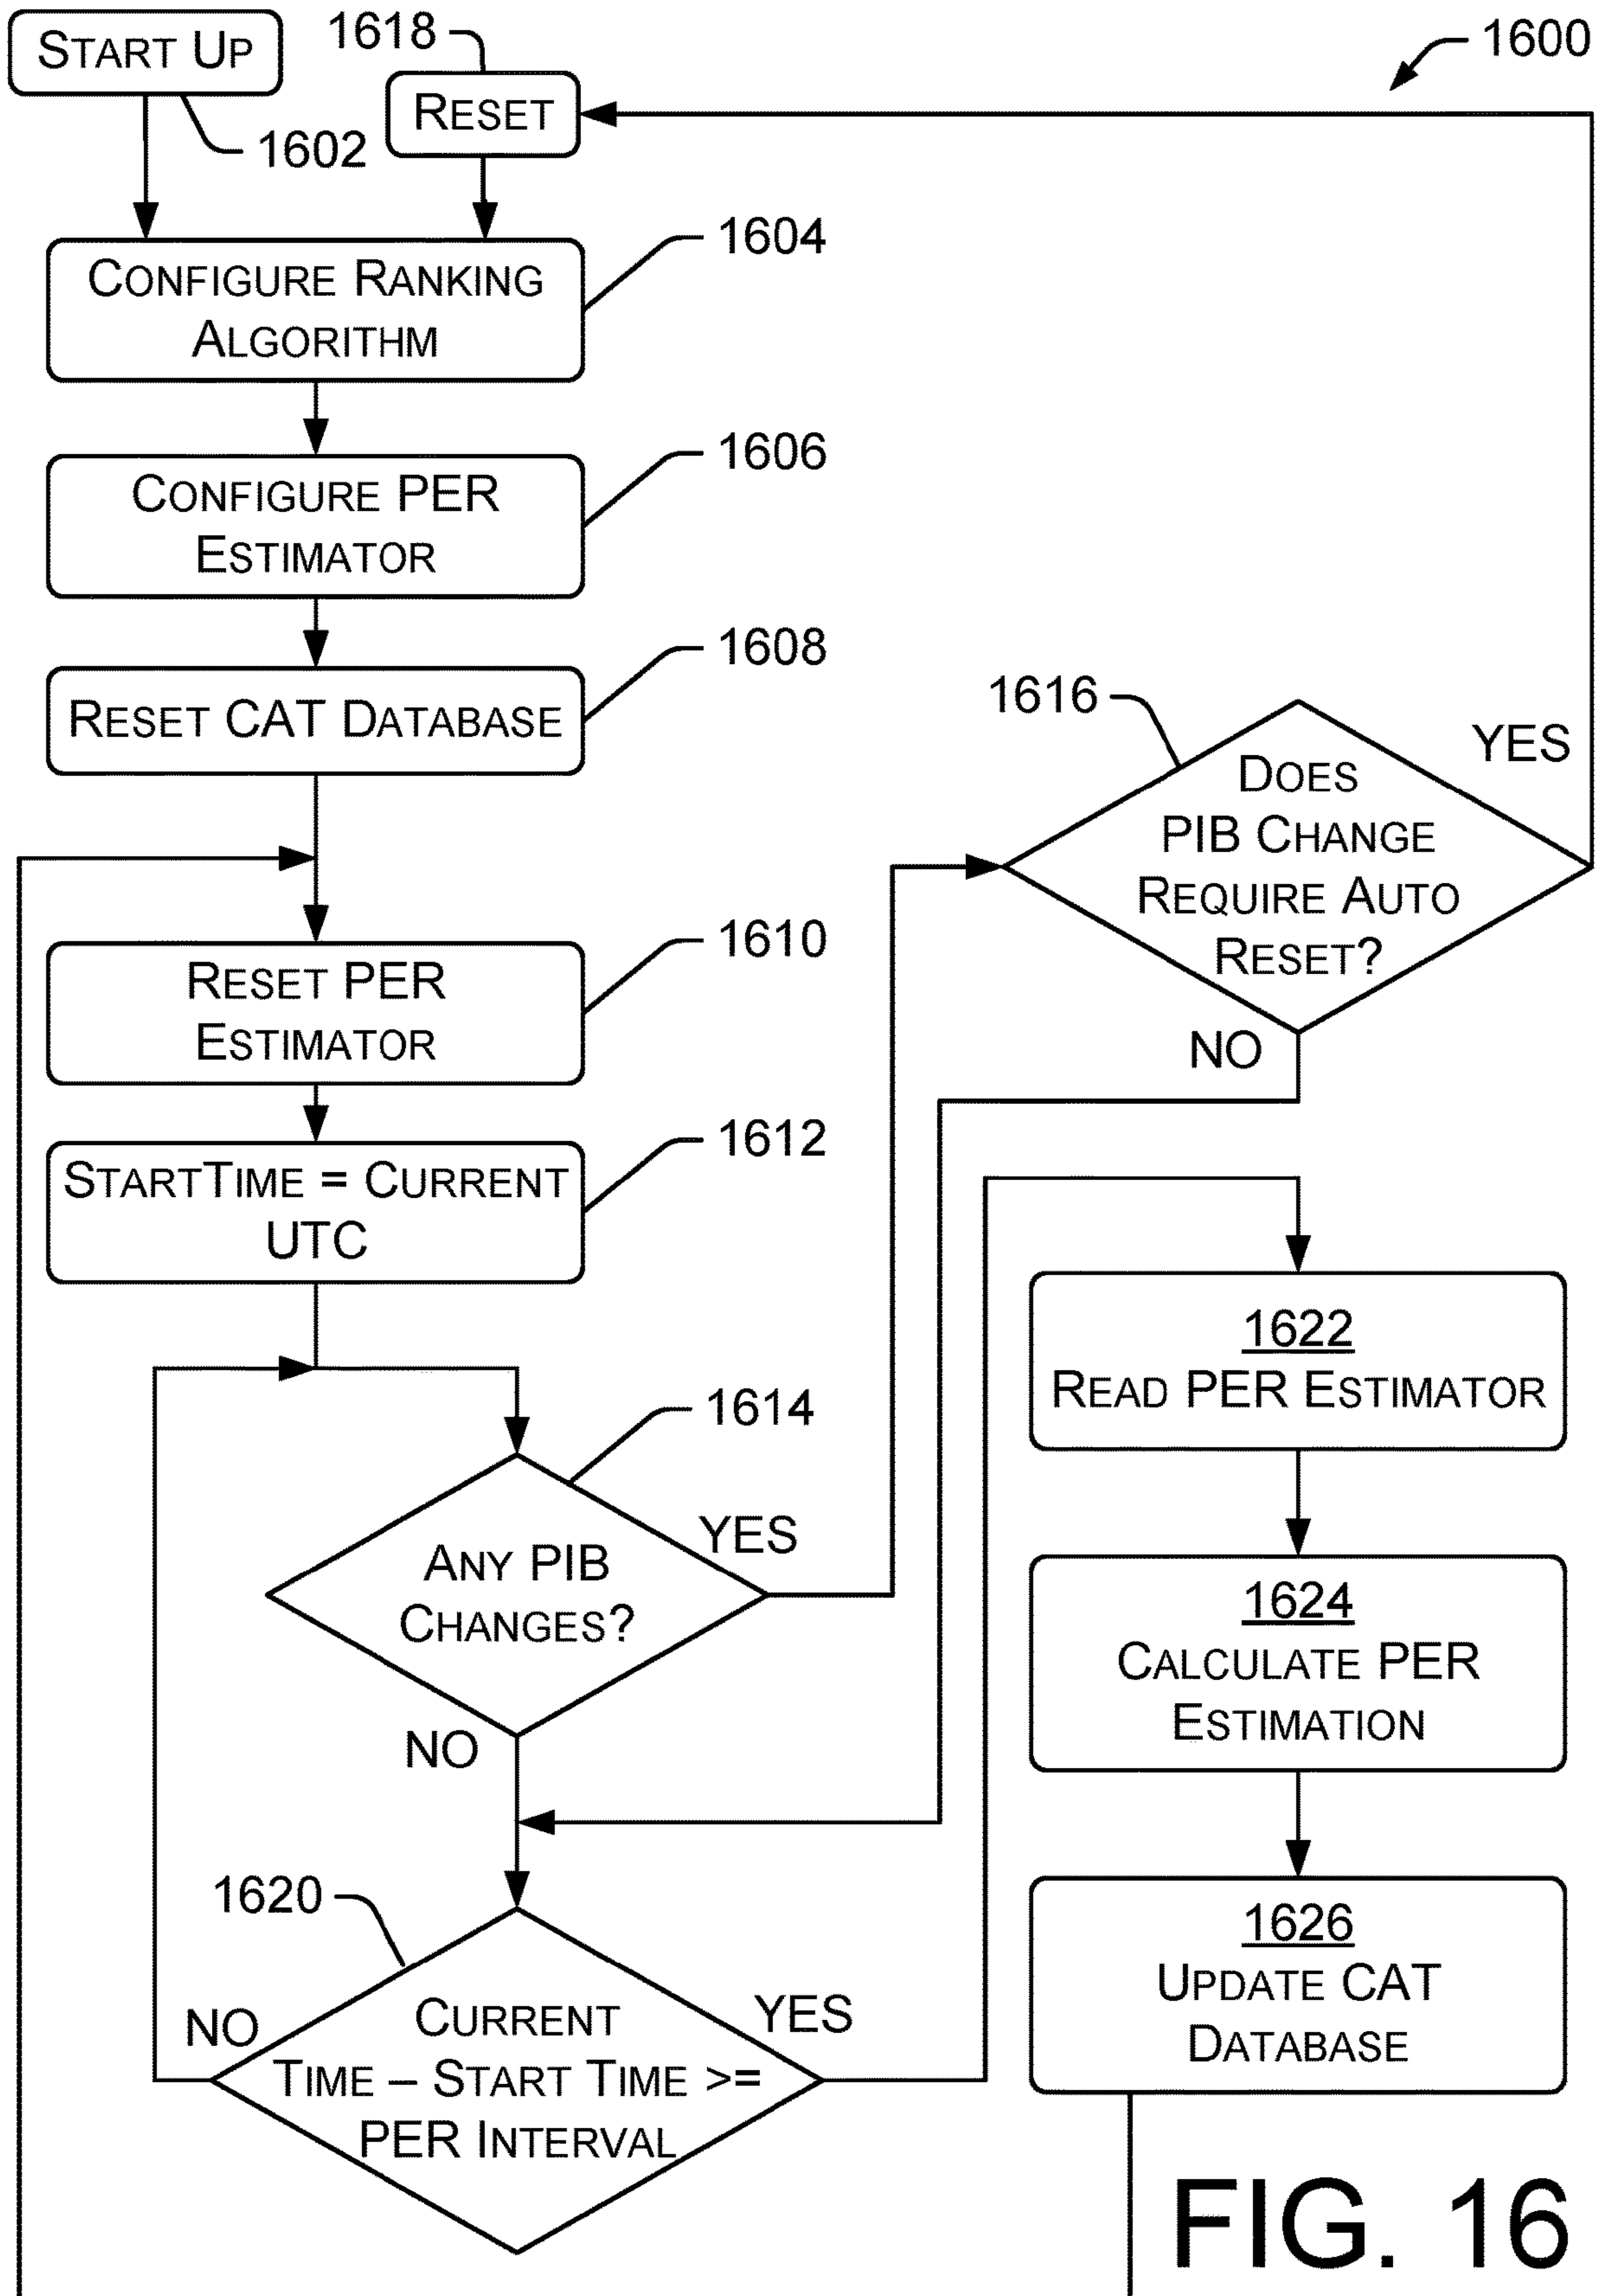 START UP
1602
1618
RESET
1600
CONFIGURE RANKING
ALGORITHM
1604
CONFIGURE PER
ESTIMATOR
1606
RESET CAT DATABASE
1608
RESET PER
ESTIMATOR
1610
STARTTIME = CURRENT
UTC
1612
1614
ANY PIB
CHANGES?
YES
NO
1616
DOES
PIB CHANGE
REQUIRE AUTO
RESET?
YES
NO
1620
CURRENT
TIME – START TIME >=
PER INTERVAL
NO
YES
1622
READ PER ESTIMATOR
1624
CALCULATE PER
ESTIMATION
1626
UPDATE CAT
DATABASE
FIG. 16